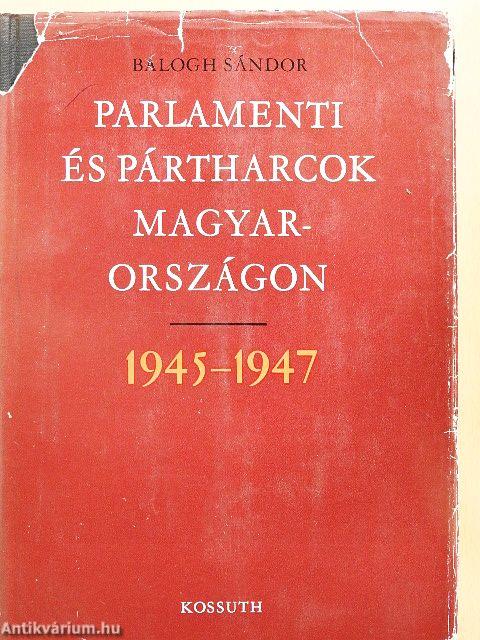 BALOGH SÁNDOR
PARLAMENTI
ÉS PÁRTHARCOK
MAGYAR-
ORSZÁGON
1945–1947
KOSSUTH
Antikvárium.hu